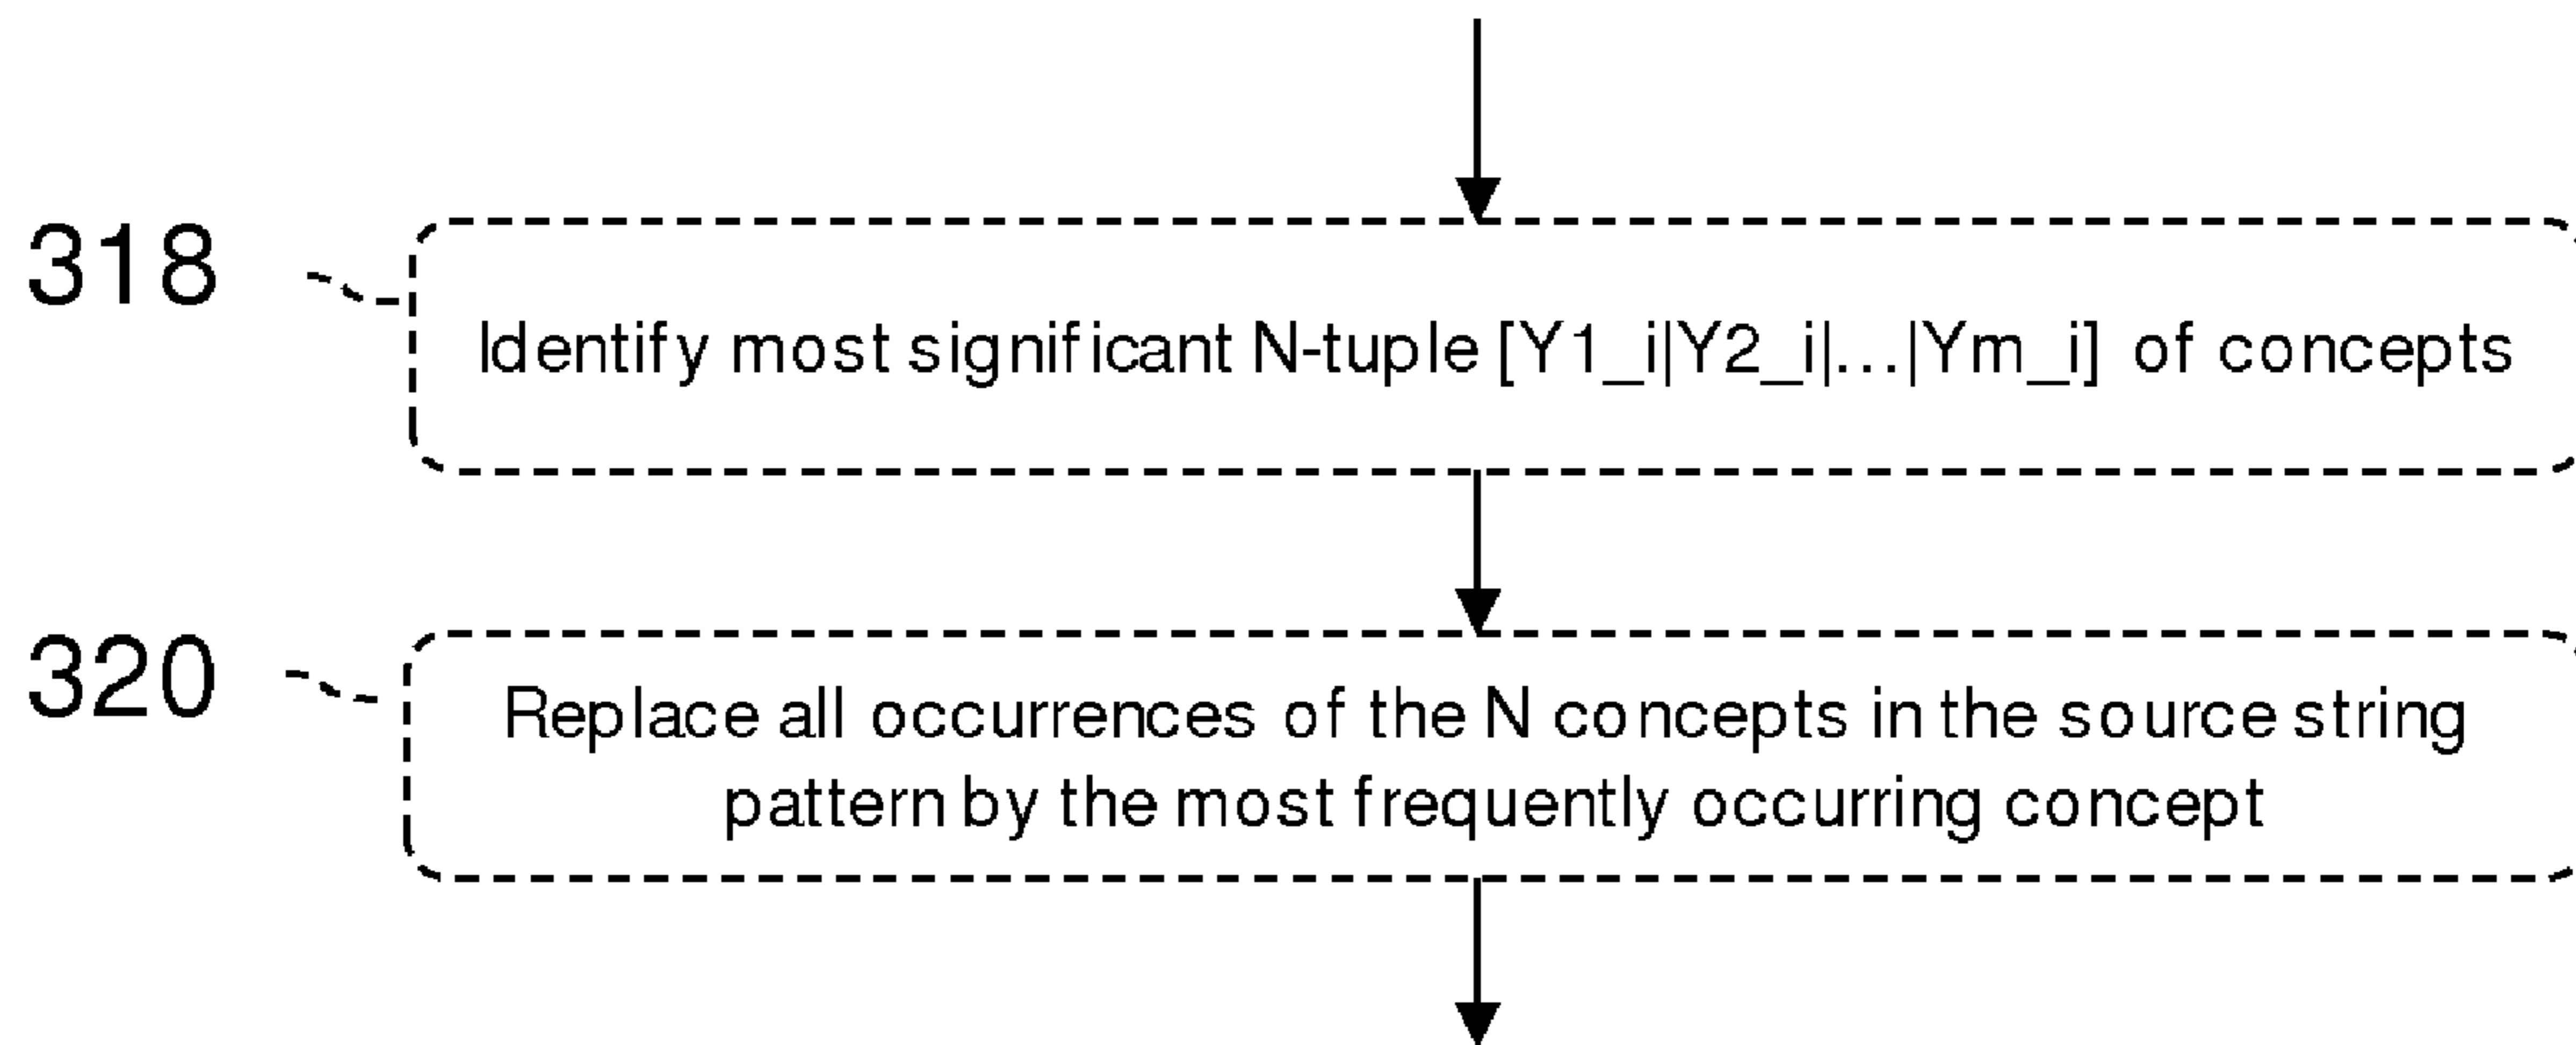 318
Identify most significant N-tuple [Y1_i|Y2_i|...|Ym_i] of concepts
320
Replace all occurrences of the N concepts in the source string
pattern by the most frequently occurring concept